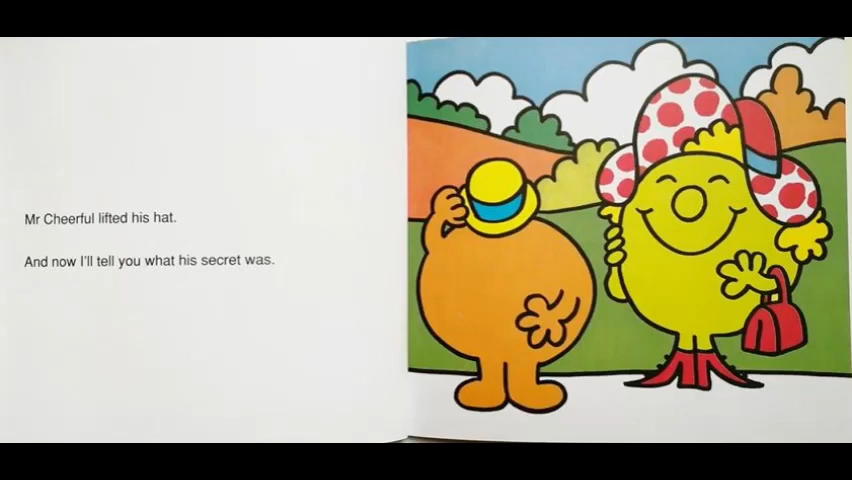 Mr Cheerful lifted his hat.
And now I'll tell you what his secret was.